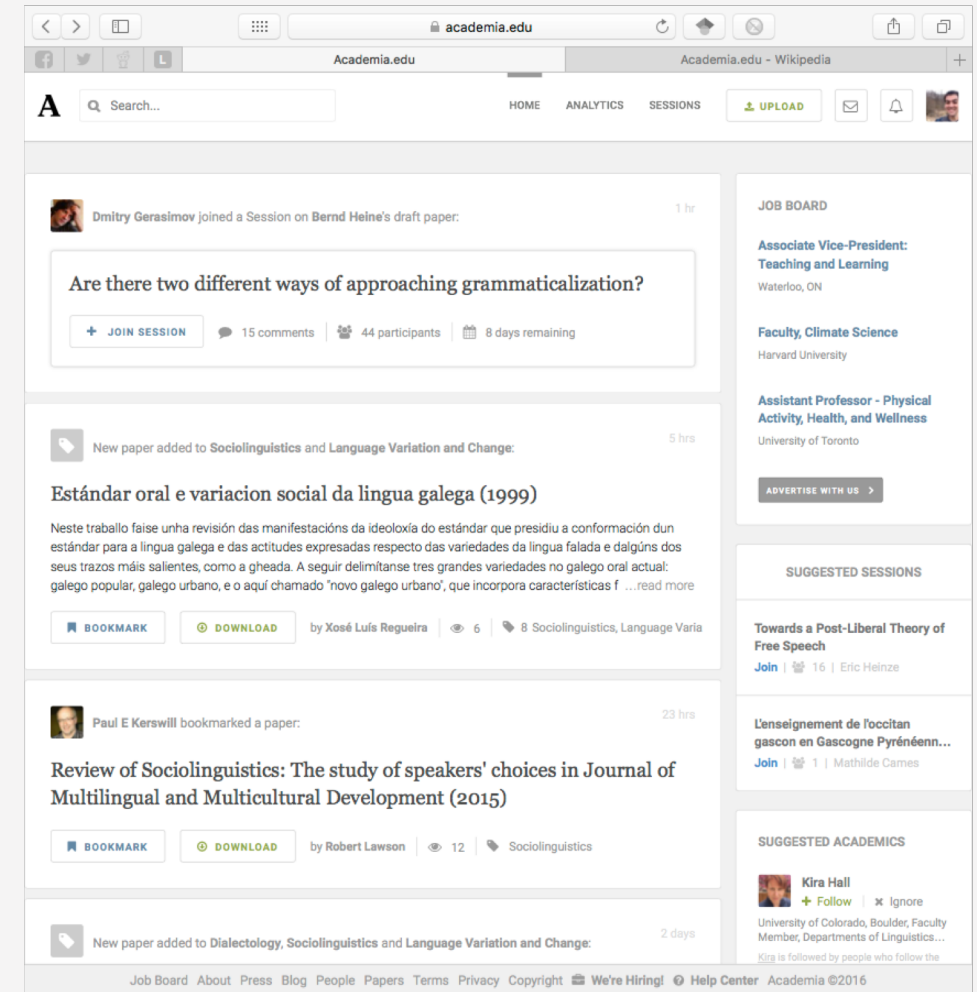 academia.edu
Academia.edu
Academia.edu - Wikipedia
A
Search...
HOME
ANALYTICS
SESSIONS
UPLOAD
Dmitry Gerasimov joined a Session on Bernd Heine's draft paper:
1 hr
Are there two different ways of approaching grammaticalization?
+ JOIN SESSION
15 comments
44 participants
8 days remaining
New paper added to Sociolinguistics and Language Variation and Change:
5 hrs
Estándar oral e variacion social da lingua galega (1999)
Neste traballo faise unha revisión das manifestacións da ideoloxía do estándar que presidiu a conformación dun
estándar para a lingua galega e das actitudes expresadas respecto das variedades da lingua falada e dalgúns dos
seus trazos máis salientes, como a gheada. A seguir delimítanse tres grandes variedades no galego oral actual:
galego popular, galego urbano, e o aquí chamado "novo galego urbano", que incorpora características f ...read more
BOOKMARK
DOWNLOAD
by Xosé Luís Regueira
6
8 Sociolinguistics, Language Varia
Paul E Kerswill bookmarked a paper:
23 hrs
Review of Sociolinguistics: The study of speakers' choices in Journal of
Multilingual and Multicultural Development (2015)
BOOKMARK
DOWNLOAD
by Robert Lawson
12
Sociolinguistics
New paper added to Dialectology, Sociolinguistics and Language Variation and Change:
2 days
JOB BOARD
Associate Vice-President:
Teaching and Learning
Waterloo, ON
Faculty, Climate Science
Harvard University
Assistant Professor - Physical
Activity, Health, and Wellness
University of Toronto
ADVERTISE WITH US >
SUGGESTED SESSIONS
Towards a Post-Liberal Theory of
Free Speech
Join | 16 | Eric Heinze
L'enseignement de l'occitan
gascon en Gascogne Pyrénéenn...
Join | 1 | Mathilde Cames
SUGGESTED ACADEMICS
Kira Hall
+ Follow | × Ignore
University of Colorado, Boulder, Faculty
Member, Departments of Linguistics...
Kira is followed by people who follow the
Job Board About Press Blog People Papers Terms Privacy Copyright We're Hiring! Help Center Academia ©2016